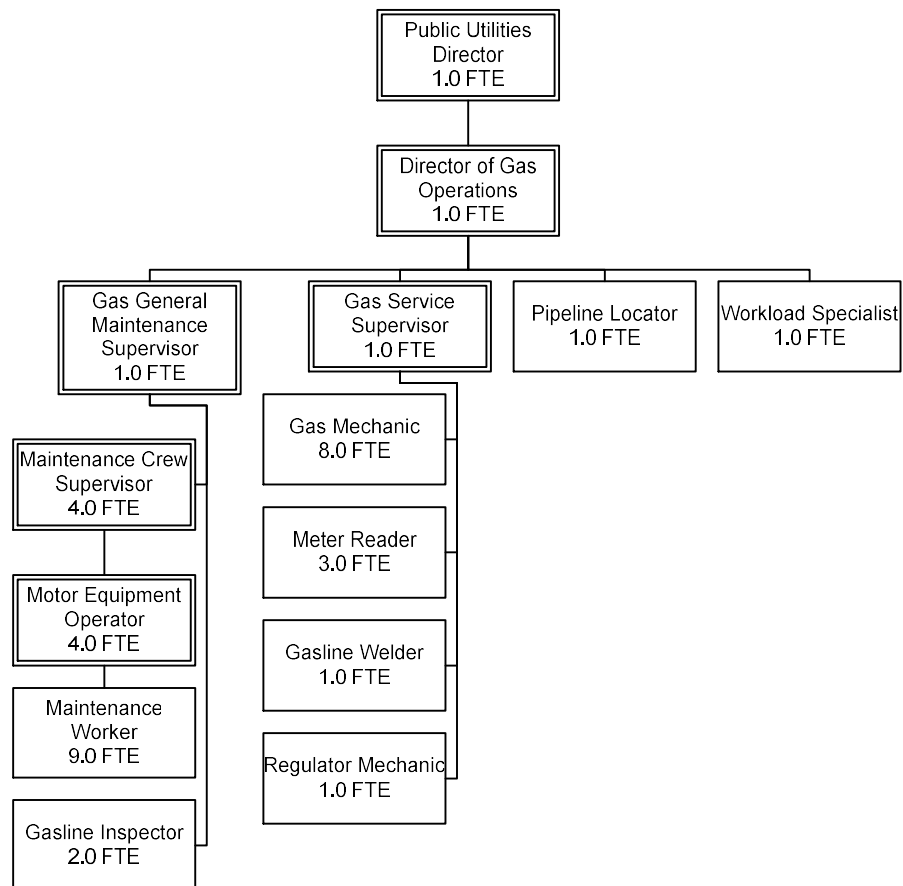 Public Utilities
Director
1.0 FTE
Director of Gas
Operations
1.0 FTE
Gas General
Maintenance
Supervisor
1.0 FTE
Gas Service
Supervisor
1.0 FTE
Pipeline Locator
1.0 FTE
Workload Specialist
1.0 FTE
Maintenance Crew
Supervisor
4.0 FTE
Motor Equipment
Operator
4.0 FTE
Maintenance
Worker
9.0 FTE
Gasline Inspector
2.0 FTE
Gas Mechanic
8.0 FTE
Meter Reader
3.0 FTE
Gasline Welder
1.0 FTE
Regulator Mechanic
1.0 FTE